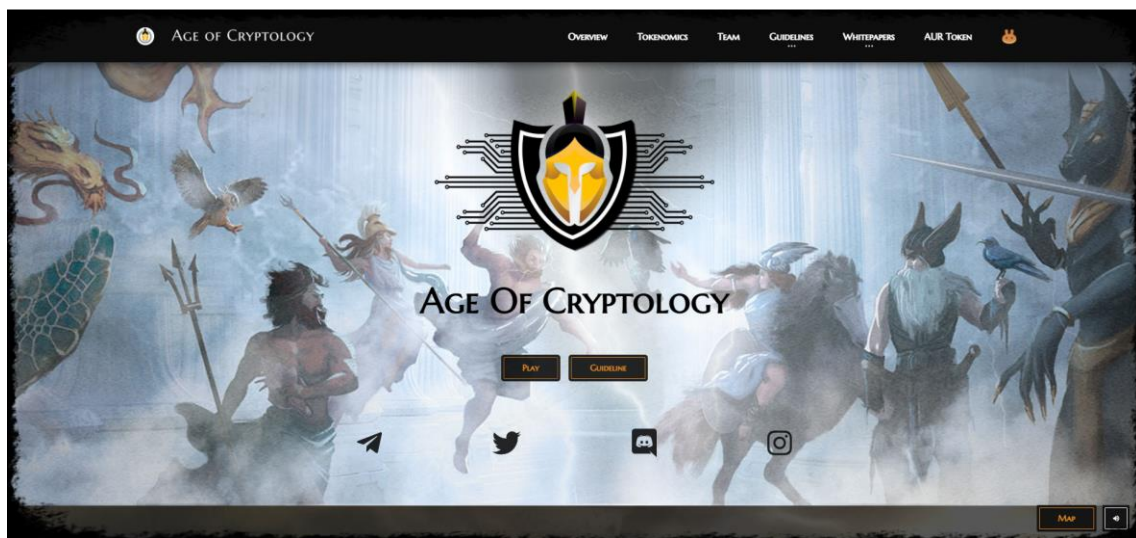 Age of Cryptology
Overview Tokenomics Team Guidelines Whitepapers AUR Token
Age Of Cryptology
Play Guideline
Map